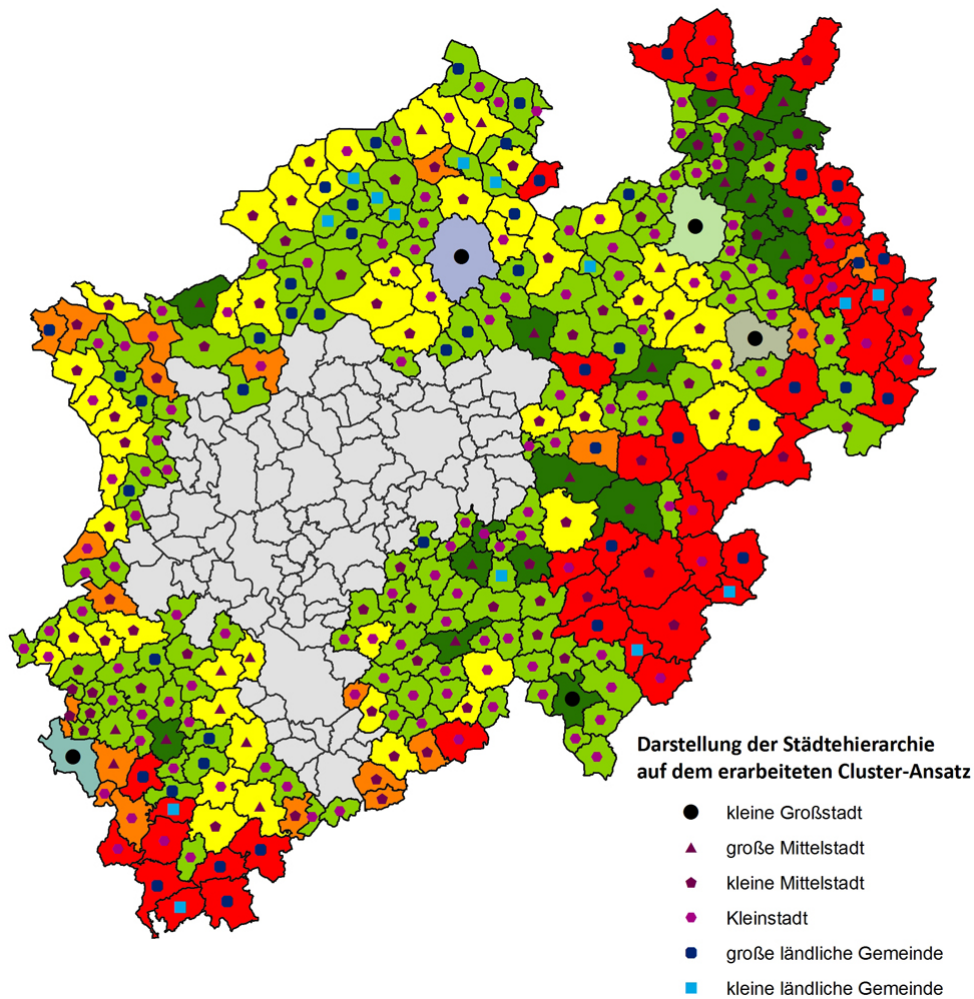 Darstellung der Städtehierarchie
auf dem erarbeiteten Cluster-Ansatz
kleine Großstadt
große Mittelstadt
kleine Mittelstadt
Kleinstadt
große ländliche Gemeinde
kleine ländliche Gemeinde